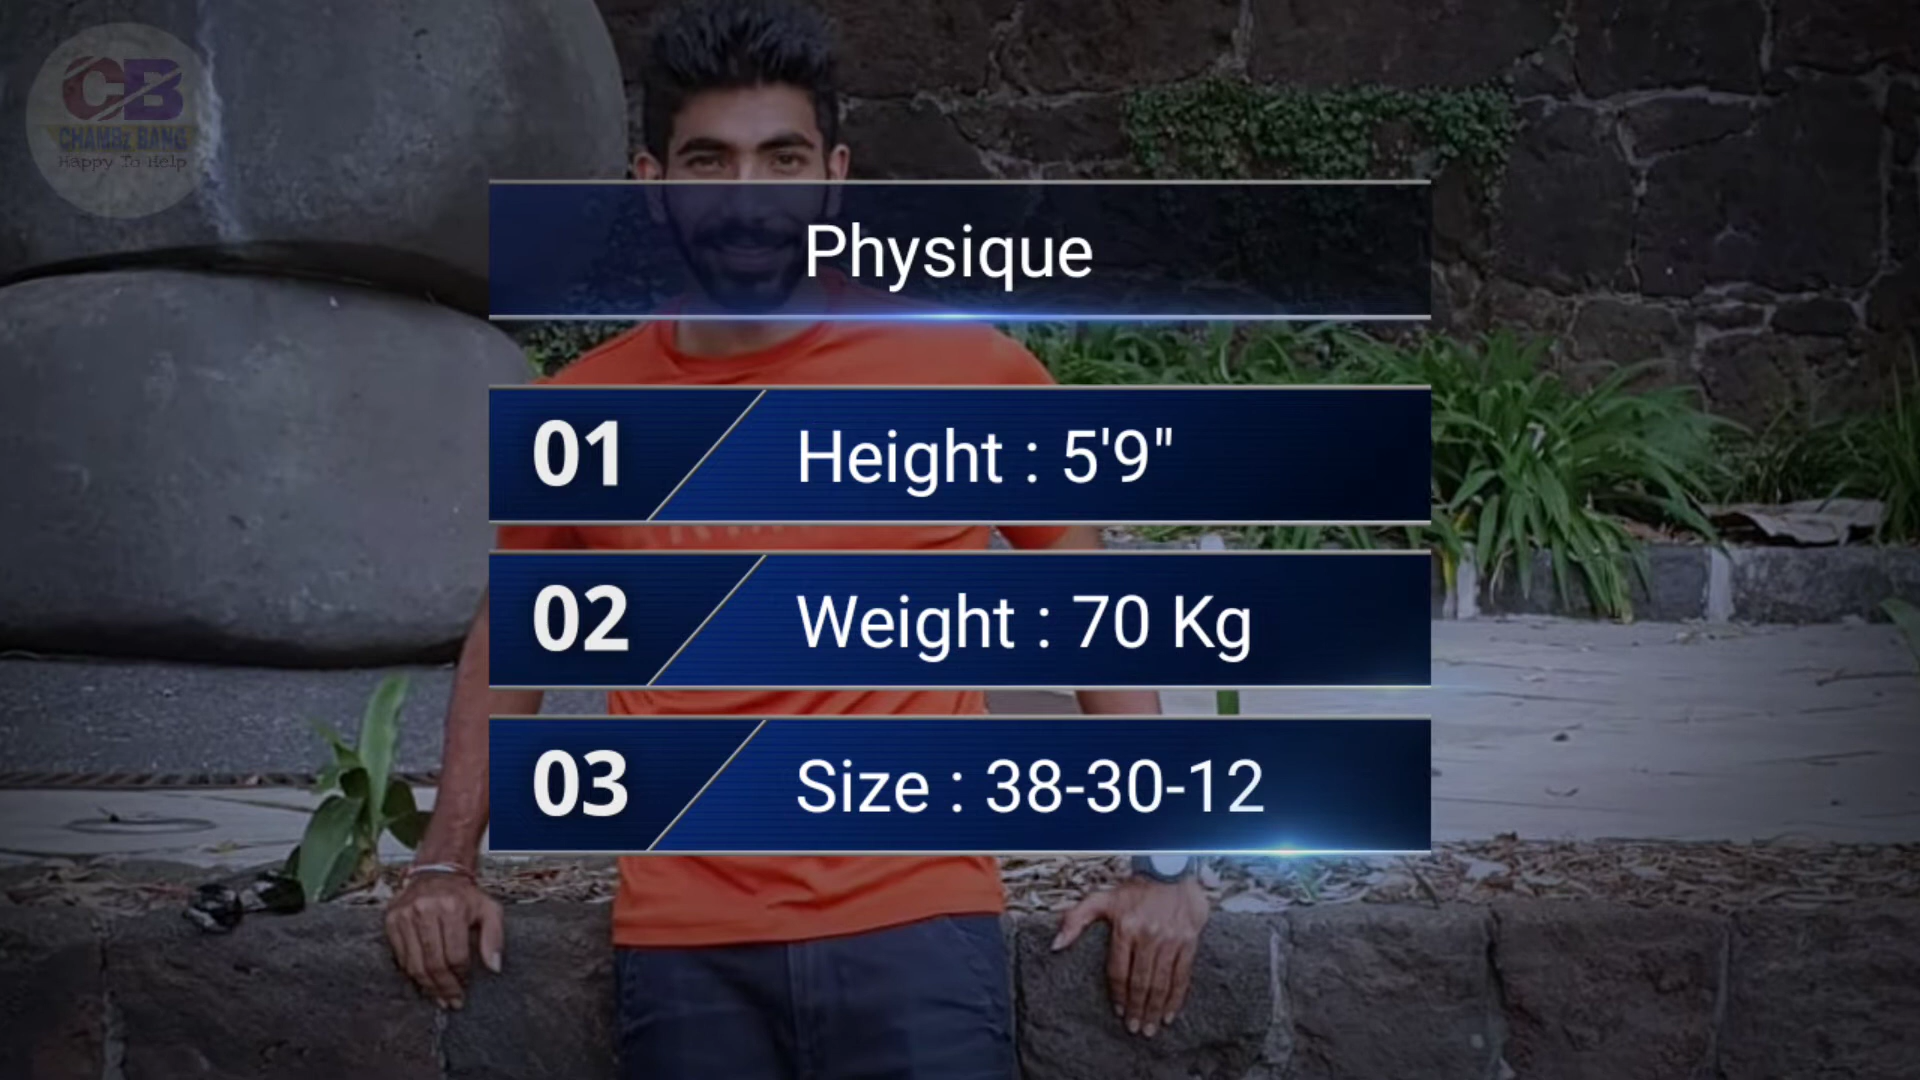 CB
CHAMBz BANG
Happy To Help
Physique
01 Height : 5'9"
02 Weight : 70 Kg
03 Size : 38-30-12